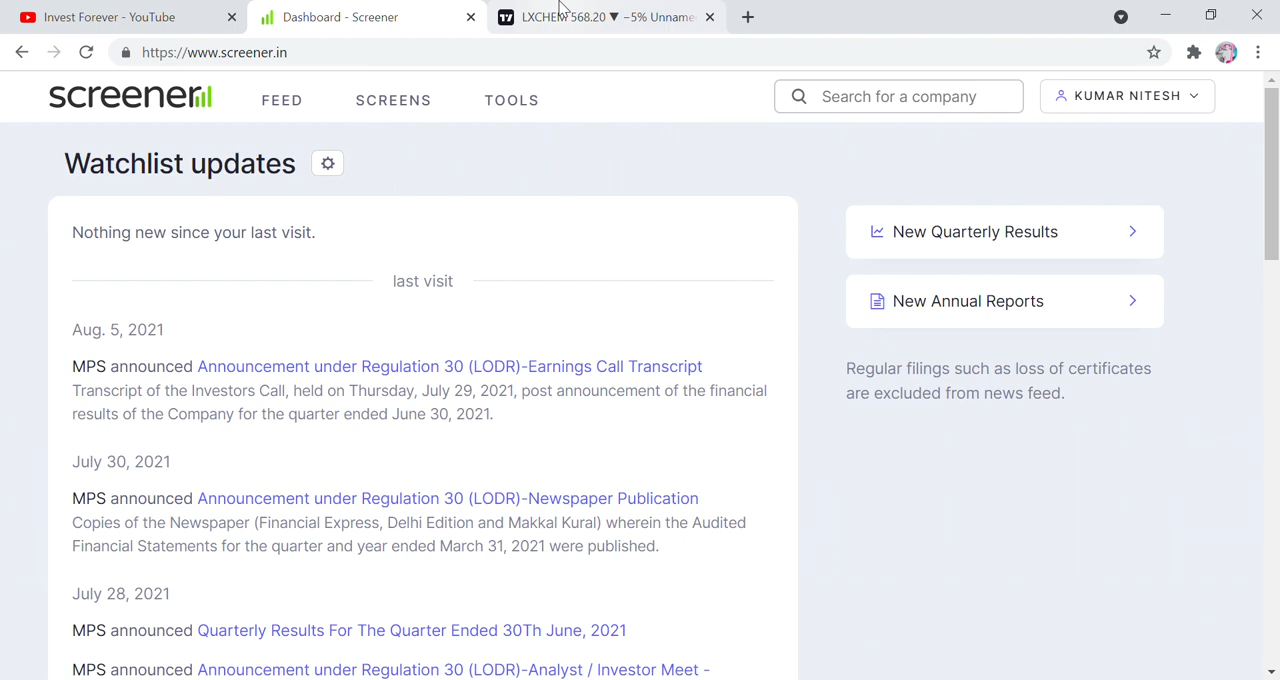 Invest Forever - YouTube
Dashboard - Screener
LXCHEM 568.20 ▼ −5% Unname
https://www.screener.in
screener
FEED
SCREENS
TOOLS
Search for a company
KUMAR NITESH
Watchlist updates
Nothing new since your last visit.
last visit
Aug. 5, 2021
MPS announced Announcement under Regulation 30 (LODR)-Earnings Call Transcript
Transcript of the Investors Call, held on Thursday, July 29, 2021, post announcement of the financial
results of the Company for the quarter ended June 30, 2021.
July 30, 2021
MPS announced Announcement under Regulation 30 (LODR)-Newspaper Publication
Copies of the Newspaper (Financial Express, Delhi Edition and Makkal Kural) wherein the Audited
Financial Statements for the quarter and year ended March 31, 2021 were published.
July 28, 2021
MPS announced Quarterly Results For The Quarter Ended 30Th June, 2021
MPS announced Announcement under Regulation 30 (LODR)-Analyst / Investor Meet -
New Quarterly Results
New Annual Reports
Regular filings such as loss of certificates
are excluded from news feed.